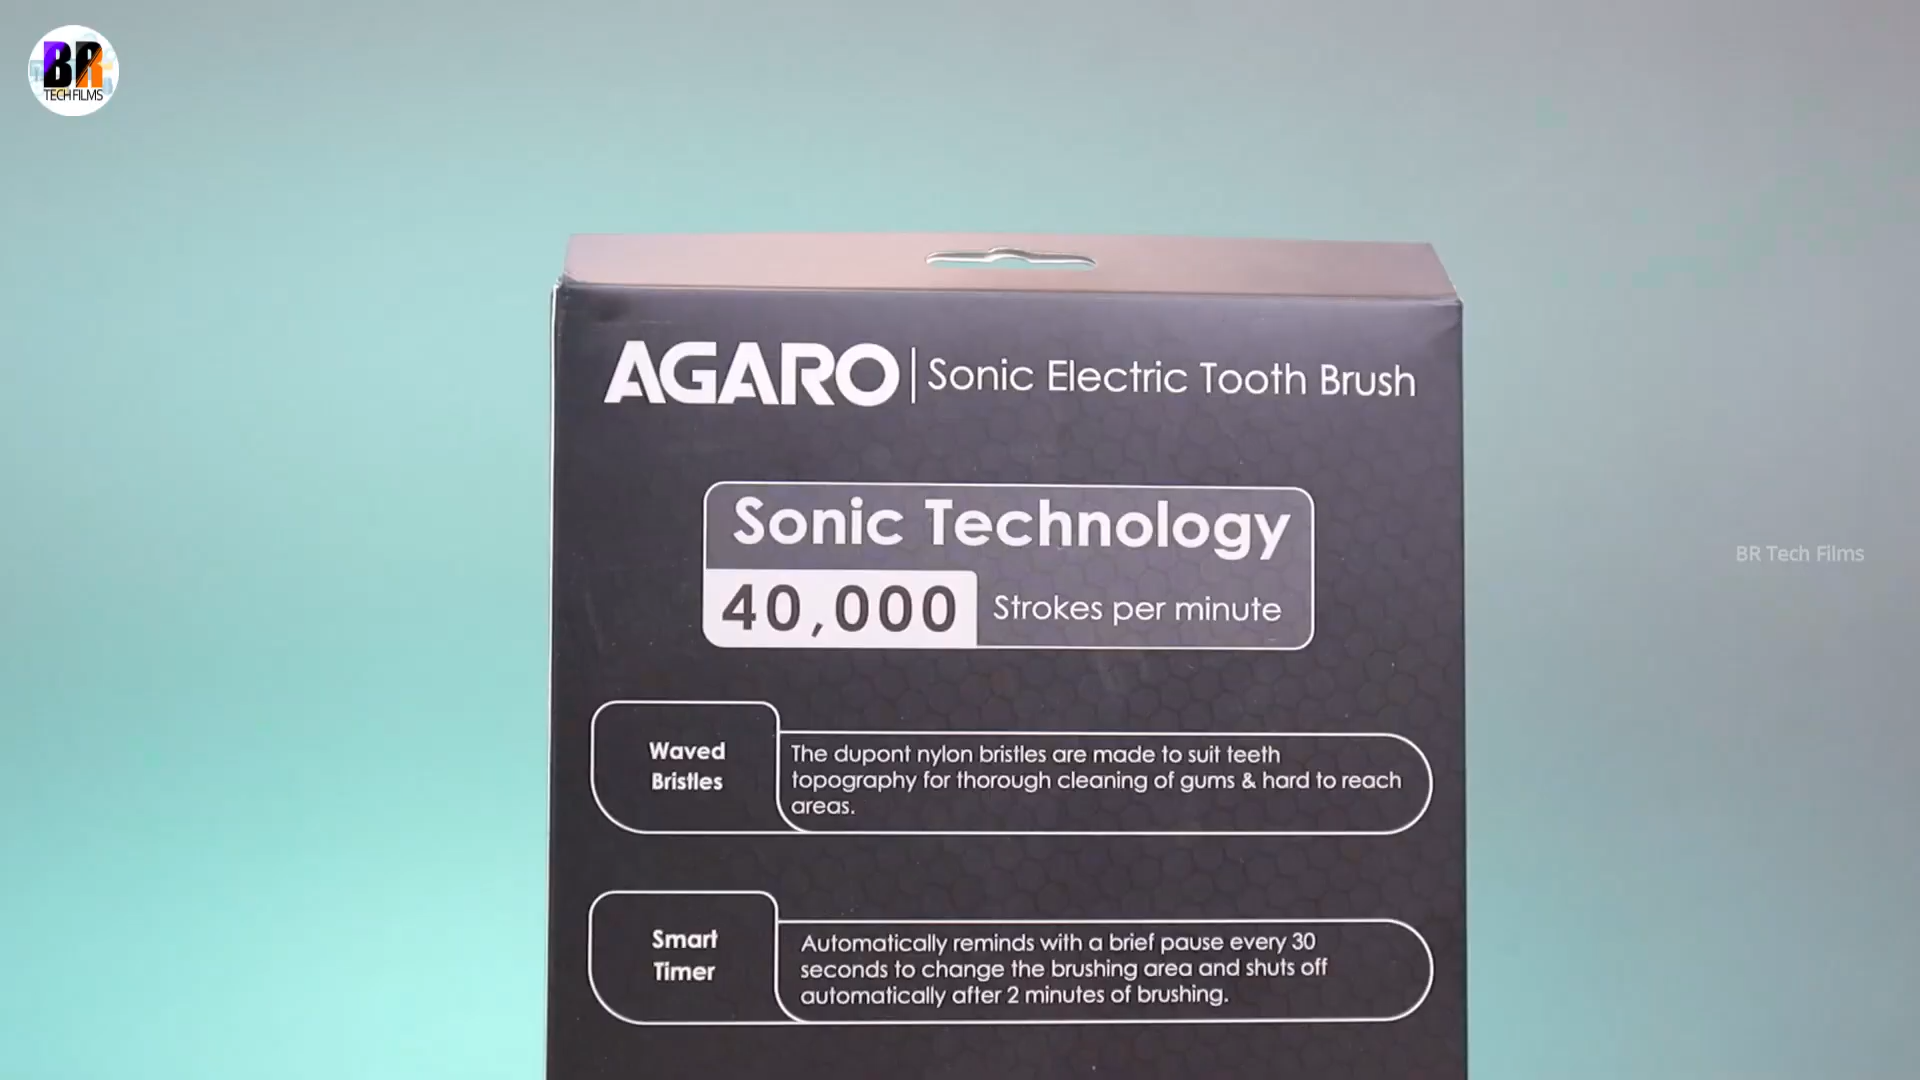 BR
TECH FILMS
AGARO | Sonic Electric Tooth Brush
Sonic Technology
40,000 Strokes per minute
Waved
Bristles
The dupont nylon bristles are made to suit teeth
topography for thorough cleaning of gums & hard to reach
areas.
BR Tech Films
Smart
Timer
Automatically reminds with a brief pause every 30
seconds to change the brushing area and shuts off
automatically after 2 minutes of brushing.